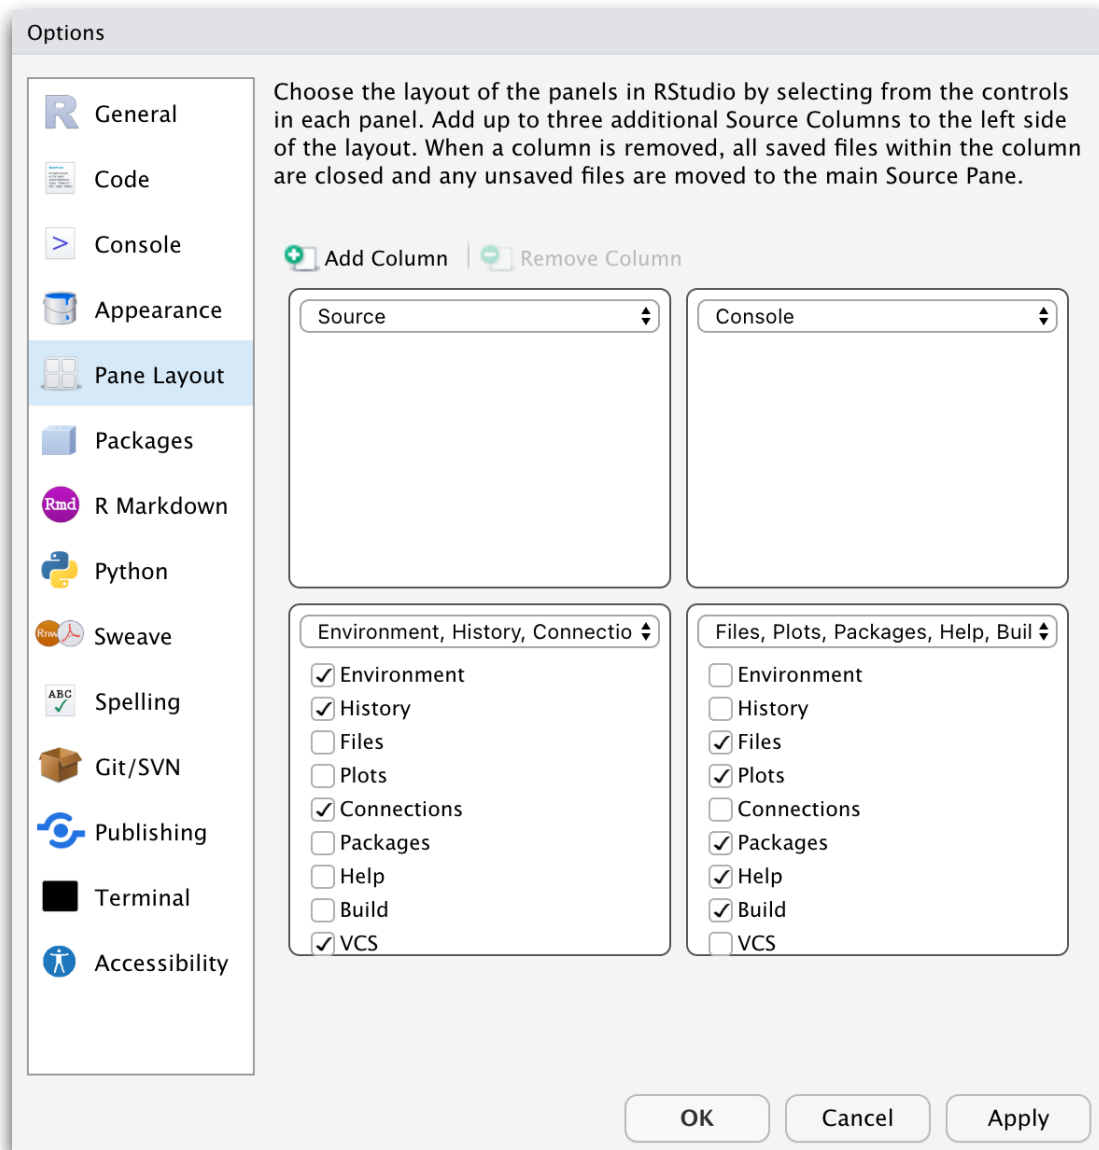 Options
General
Code
Console
Appearance
Pane Layout
Packages
Rmd R Markdown
Python
Rnw Sweave
ABC Spelling
Git/SVN
Publishing
Terminal
Accessibility
Choose the layout of the panels in RStudio by selecting from the controls
in each panel. Add up to three additional Source Columns to the left side
of the layout. When a column is removed, all saved files within the column
are closed and any unsaved files are moved to the main Source Pane.
Add Column Remove Column
Source
Console
Environment, History, Connectio
Environment
History
Files
Plots
Connections
Packages
Help
Build
VCS
Files, Plots, Packages, Help, Buil
Environment
History
Files
Plots
Connections
Packages
Help
Build
VCS
OK Cancel Apply